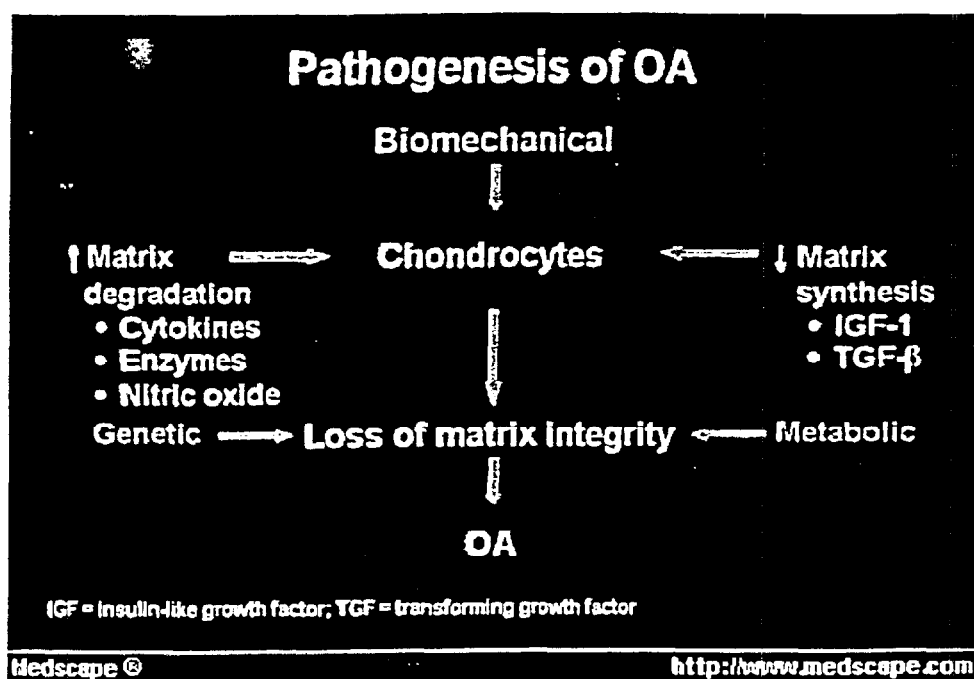 Pathogenesis of OA
Biomechanical
↑ Matrix
degradation
• Cytokines
• Enzymes
• Nitric oxide
Chondrocytes
↓ Matrix
synthesis
• IGF-1
• TGF-β
Genetic
Loss of matrix integrity
Metabolic
OA
IGF = insulin-like growth factor; TGF = transforming growth factor
Medscape ®
http://www.medscape.com